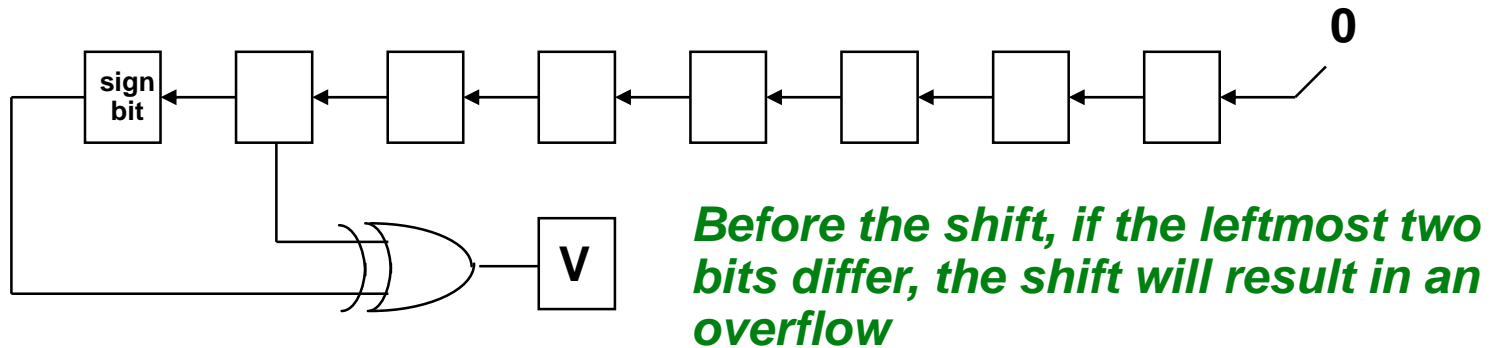 0
sign
bit
V
Before the shift, if the leftmost two
bits differ, the shift will result in an
overflow